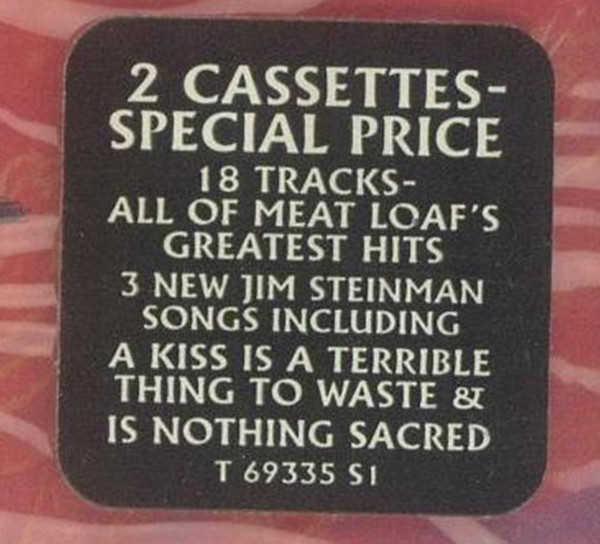 2 CASSETTES-
SPECIAL PRICE
18 TRACKS-
ALL OF MEAT LOAF'S
GREATEST HITS
3 NEW JIM STEINMAN
SONGS INCLUDING
A KISS IS A TERRIBLE
THING TO WASTE &
IS NOTHING SACRED
T 69335 S1